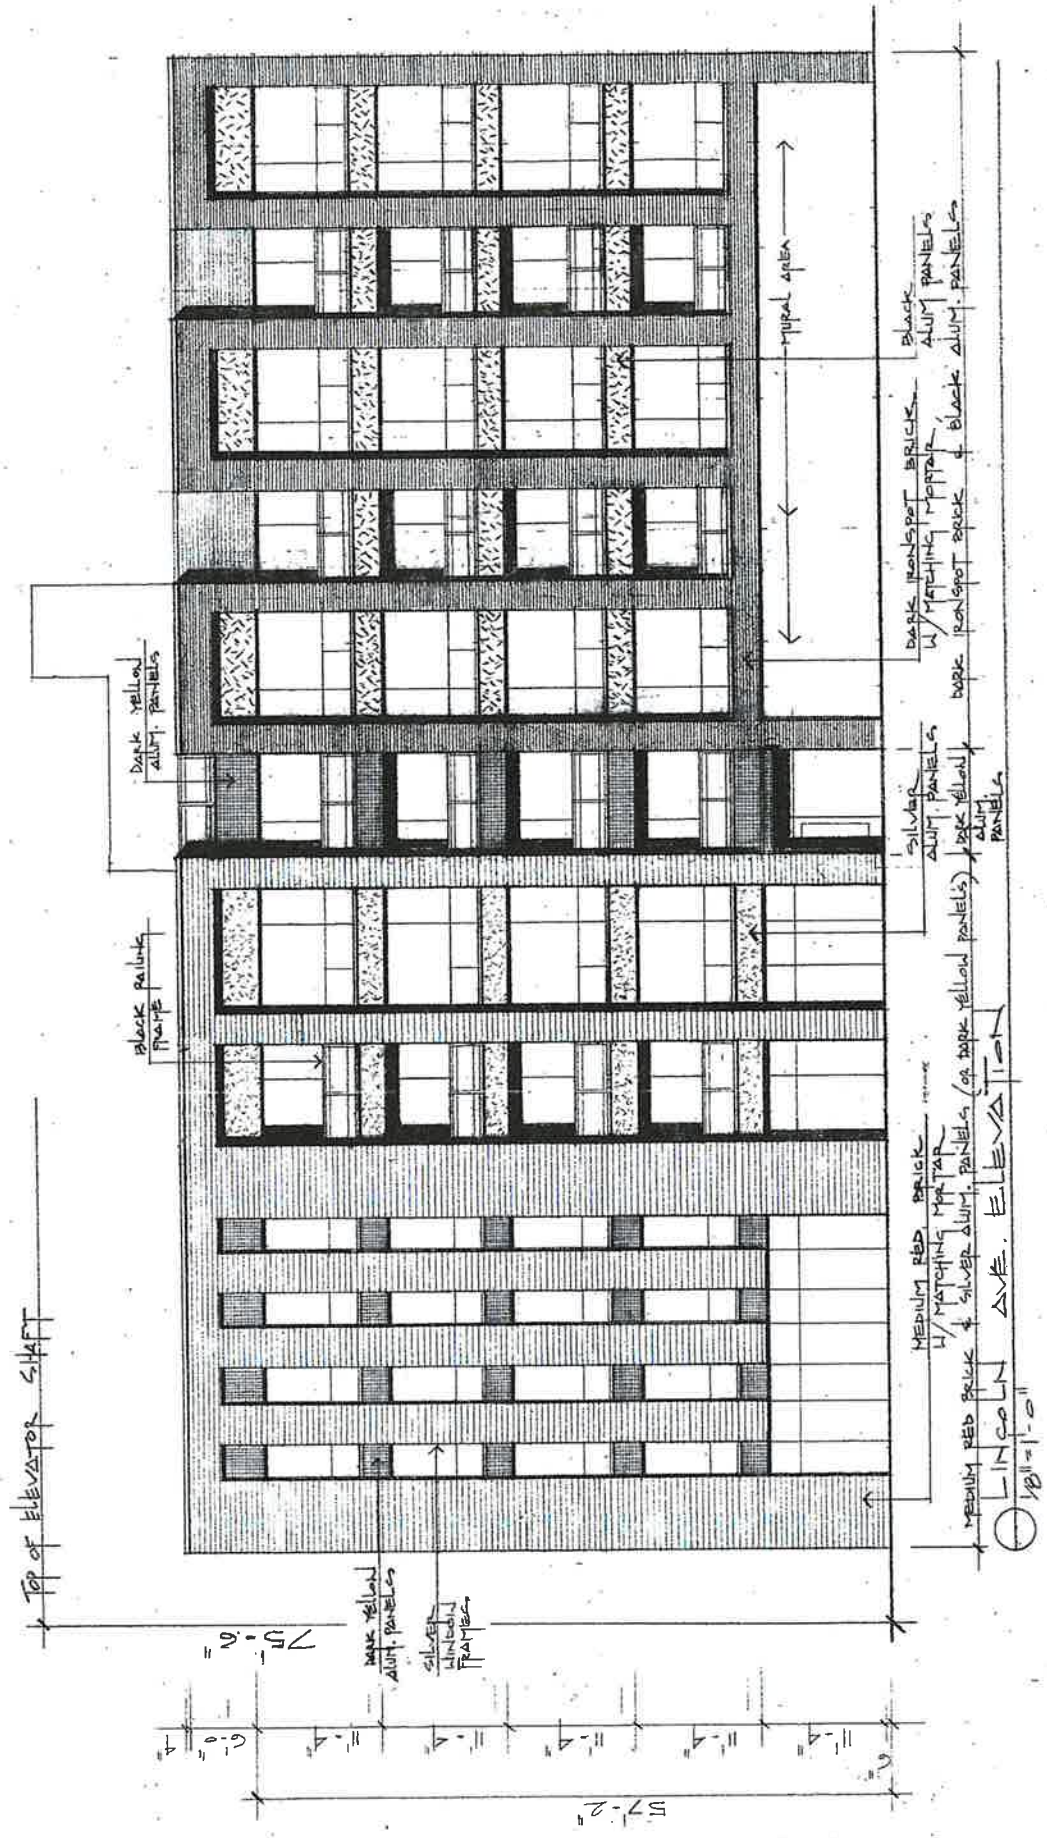 TOP OF ELEVATOR SHAFT
75'-6"
57'-2"
4"
6'-0"
11'-4"
11'-4"
11'-4"
11'-4"
11'-4"
6"
DARK YELLOW
ALUM. PANELS
SILVER
WINDOW
FRAMES
BLACK RAILING
FRAME
DARK YELLOW
ALUM. PANELS
MURAL AREA
MEDIUM RED BRICK
W/ MATCHING MORTAR
SILVER
ALUM. PANELS
DARK IRONSPOT BRICK
W/ MATCHING MORTAR
BLACK
ALUM PANELS
MEDIUM RED BRICK & SILVER ALUM. PANELS (OR DARK YELLOW PANELS)
DARK YELLOW
ALUM.
PANELS
DARK IRONSPOT BRICK & BLACK ALUM. PANELS
LINCOLN AVE. ELEVATION
1/8"=1'-0"